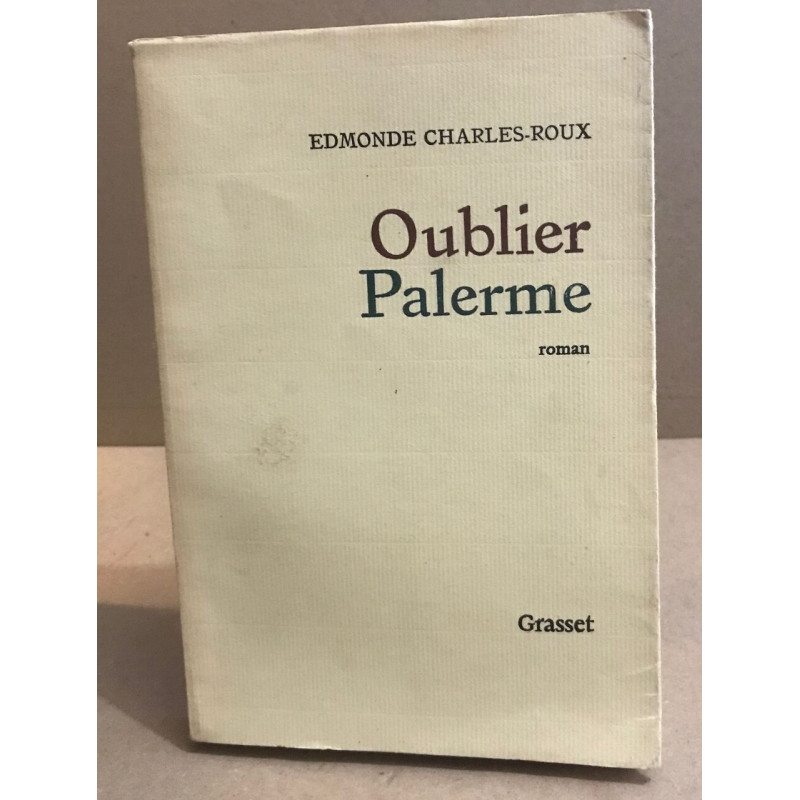 EDMONDE CHARLES-ROUX
Oublier
Palerme
roman
Grasset